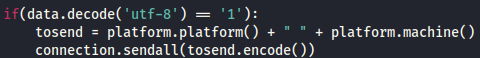 if(data.decode('utf-8') == '1'):
    tosend = platform.platform() + " " + platform.machine()
    connection.sendall(tosend.encode())